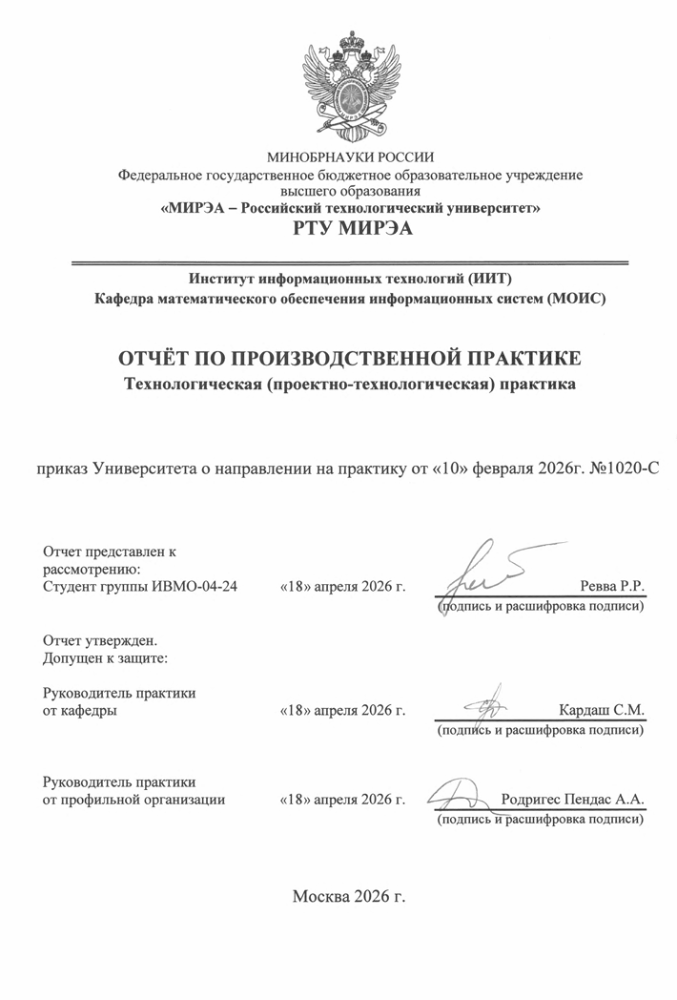 МИРЭА
МИНОБРНАУКИ РОССИИ
Федеральное государственное бюджетное образовательное учреждение
высшего образования
«МИРЭА – Российский технологический университет»
РТУ МИРЭА
Институт информационных технологий (ИИТ)
Кафедра математического обеспечения информационных систем (МОИС)
ОТЧЁТ ПО ПРОИЗВОДСТВЕННОЙ ПРАКТИКЕ
Технологическая (проектно-технологическая) практика
приказ Университета о направлении на практику от «10» февраля 2026г. №1020-С
Отчет представлен к
рассмотрению:
Студент группы ИВМО-04-24 «18» апреля 2026 г. Ревва Р.Р.
(подпись и расшифровка подписи)
Отчет утвержден.
Допущен к защите:
Руководитель практики
от кафедры «18» апреля 2026 г. Кардаш С.М.
(подпись и расшифровка подписи)
Руководитель практики
от профильной организации «18» апреля 2026 г. Родригес Пендас А.А.
(подпись и расшифровка подписи)
Москва 2026 г.